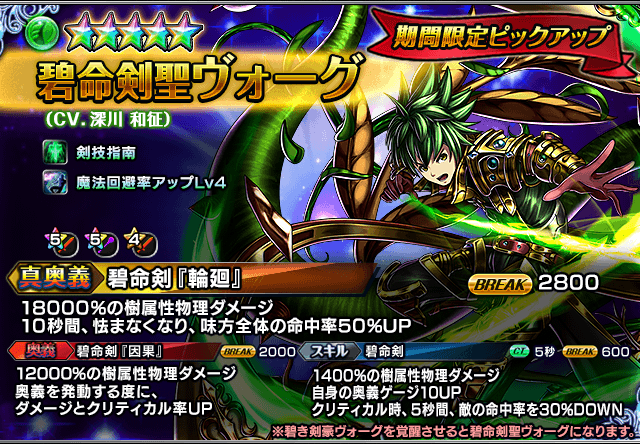 期間限定ピックアップ
碧命剣聖ヴォーグ
(CV.深川 和征)
剣技指南
魔法回避率アップLv4
5 5 4
真奥義 碧命剣『輪廻』 BREAK 2800
18000%の樹属性物理ダメージ
10秒間、怯まなくなり、味方全体の命中率50%UP
奥義 碧命剣『因果』 BREAK 2000
12000%の樹属性物理ダメージ
奥義を発動する度に、
ダメージとクリティカル率UP
スキル 碧命剣 CT 5秒 BREAK 600
1400%の樹属性物理ダメージ
自身の奥義ゲージ10UP
クリティカル時、5秒間、敵の命中率を30%DOWN
※碧き剣豪ヴォーグを覚醒させると碧命剣聖ヴォーグになります。